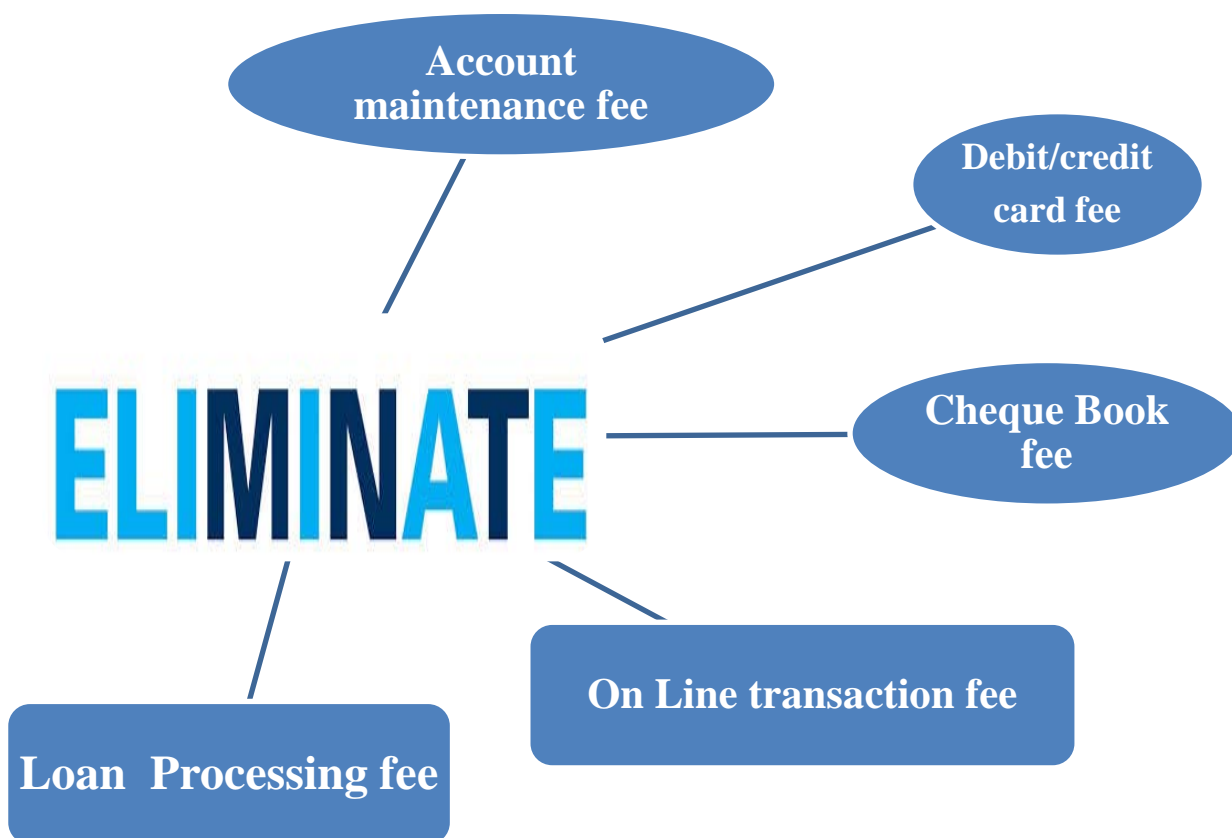 Account
maintenance fee
Debit/credit
card fee
ELIMINATE
Cheque Book
fee
On Line transaction fee
Loan  Processing fee